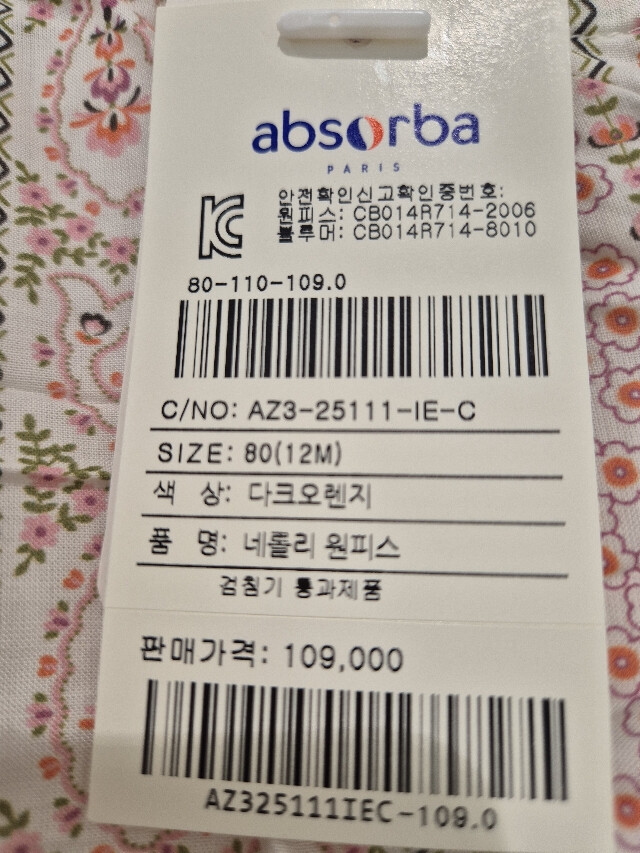 absorba
PARIS
안전확인신고확인증번호:
원피스: CB014R714-2006
블루머: CB014R714-8010
80-110-109.0
C/NO: AZ3-25111-IE-C
SIZE: 80(12M)
색 상: 다크오렌지
품 명: 네롤리 원피스
검침기 통과제품
판매가격: 109,000
AZ325111IEC-109.0